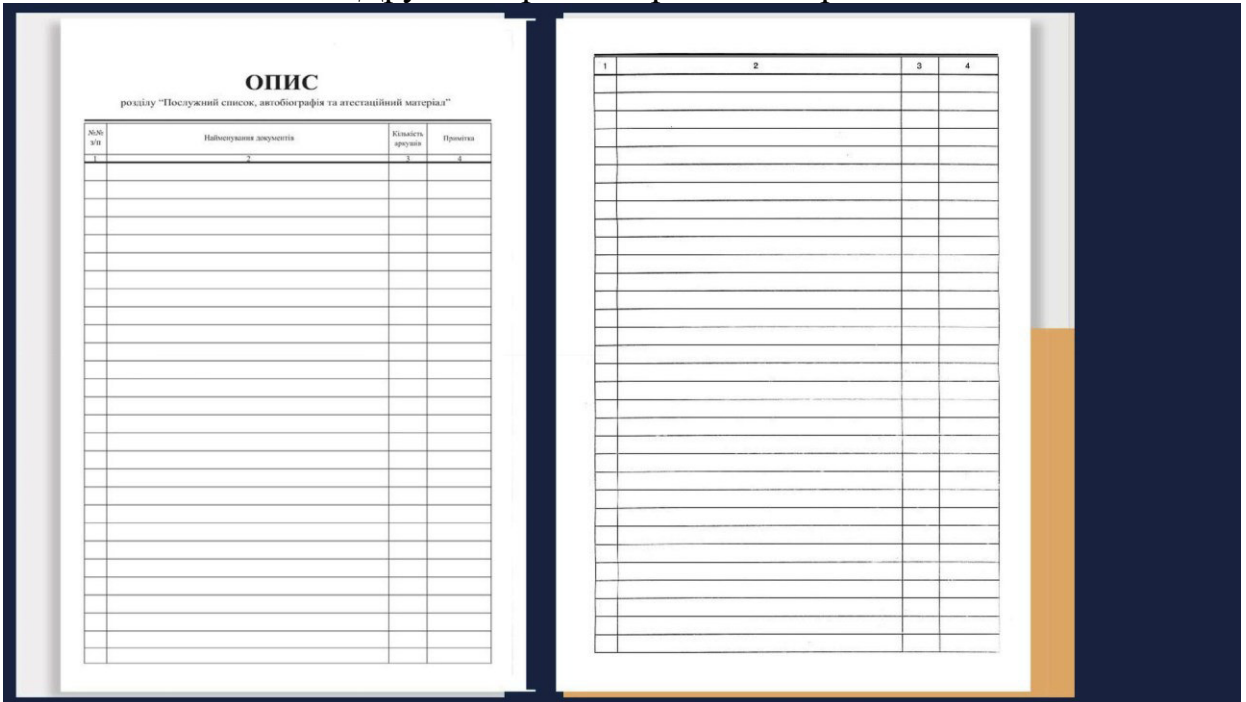 ОПИС
розділу “Послужний список, автобіографія та атестаційний матеріал”
№№ з/п Найменування документів Кількість аркушів Примітка
1 2 3 4
1 2 3 4